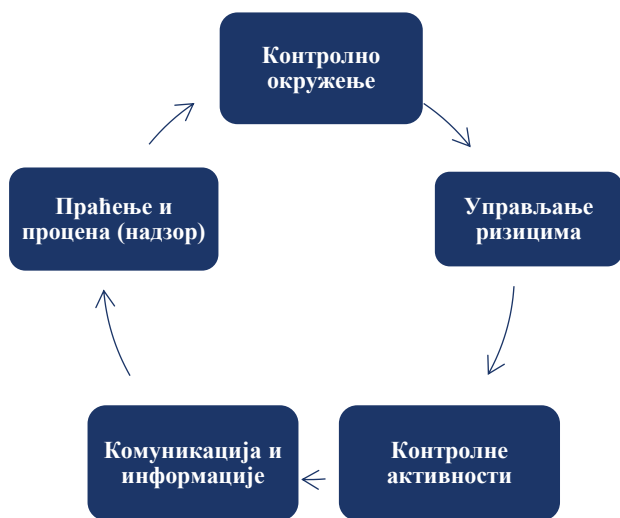 Контролно
окружење
Управљање
ризицима
Контролне
активности
Комуникација и
информације
Праћење и
процена (надзор)